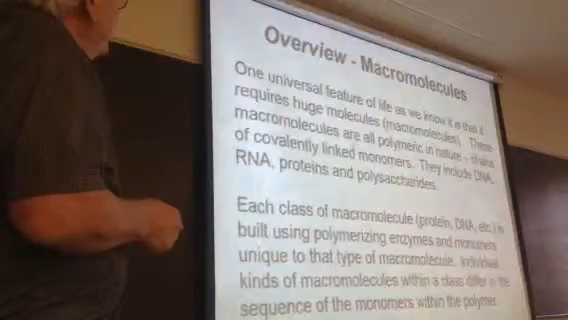 Overview - Macromolecules
One universal feature of life as we know it is that it
requires huge molecules (macromolecules). These
macromolecules are all polymeric in nature - chains
of covalently linked monomers. They include DNA,
RNA, proteins and polysaccharides.
Each class of macromolecule (protein, DNA, etc.) is
built using polymerizing enzymes and monomers
unique to that type of macromolecule. Individual
kinds of macromolecules within a class differ in the
sequence of the monomers within the polymer.